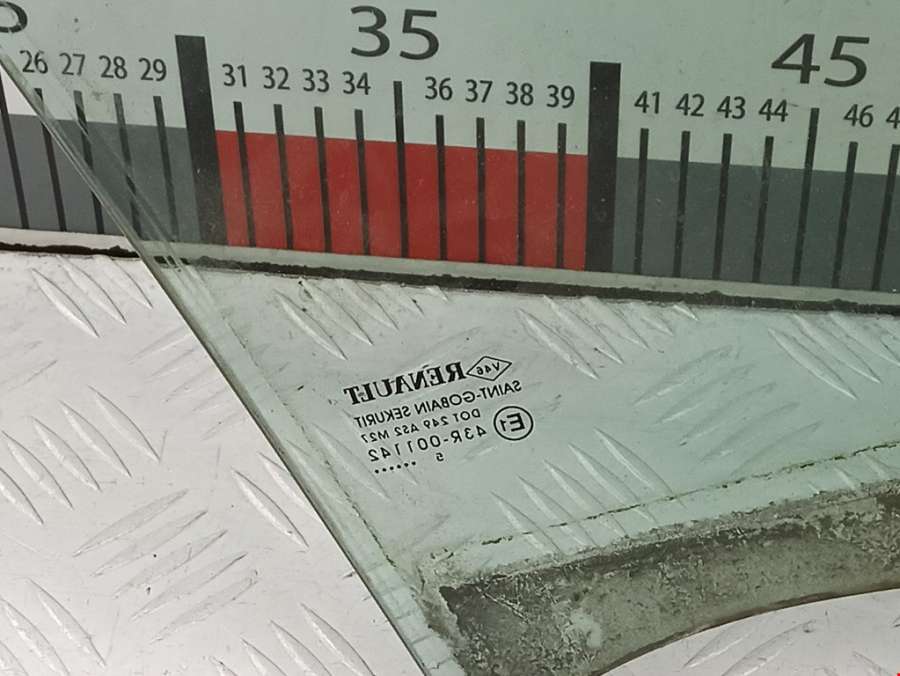 35
45
26 27 28 29 31 32 33 34 36 37 38 39 41 42 43 44 46
V46 RENAULT
SAINT-GOBAIN SEKURIT
DOT 249 AS2 M27
E1 43R-001142
5